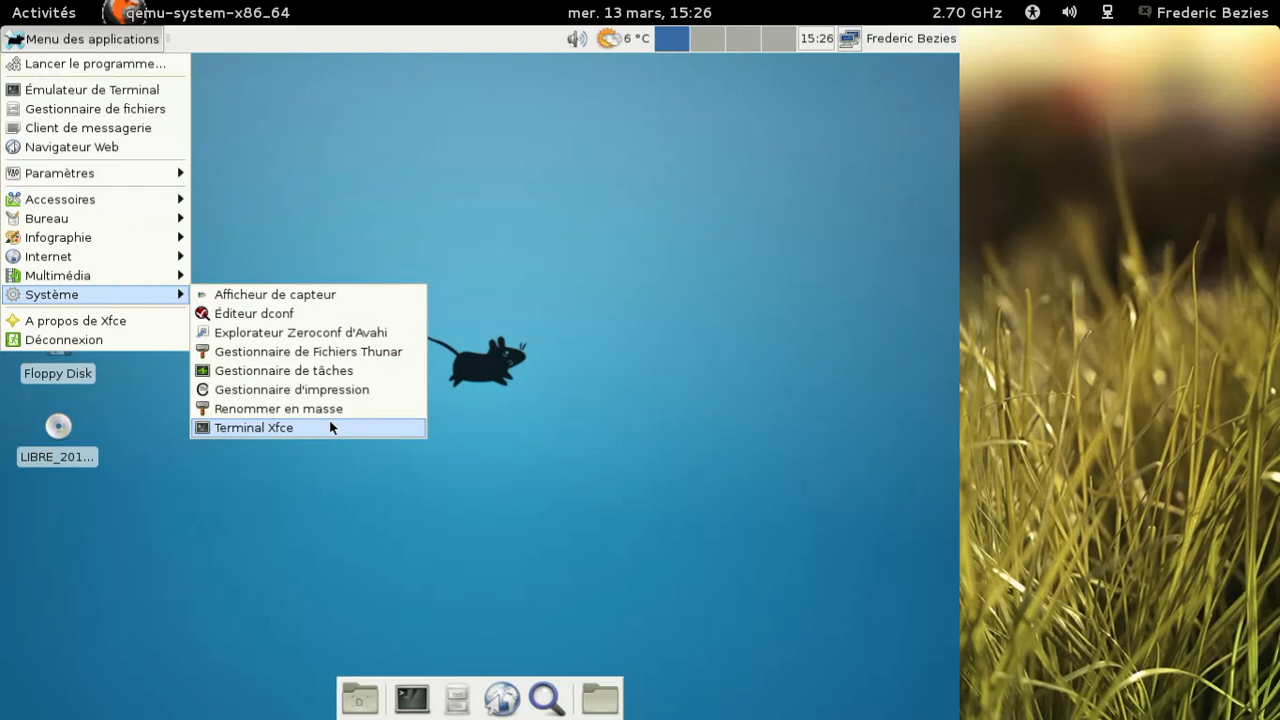 Activités
qemu-system-x86_64
mer. 13 mars, 15:26
2.70 GHz
Frederic Bezies
Menu des applications
6 °C
15:26
Frederic Bezies
Lancer le programme...
Émulateur de Terminal
Gestionnaire de fichiers
Client de messagerie
Navigateur Web
Paramètres
Accessoires
Bureau
Infographie
Internet
Multimédia
Système
A propos de Xfce
Déconnexion
Afficheur de capteur
Éditeur dconf
Explorateur Zeroconf d'Avahi
Gestionnaire de Fichiers Thunar
Gestionnaire de tâches
Gestionnaire d'impression
Renommer en masse
Terminal Xfce
Floppy Disk
LIBRE_201...